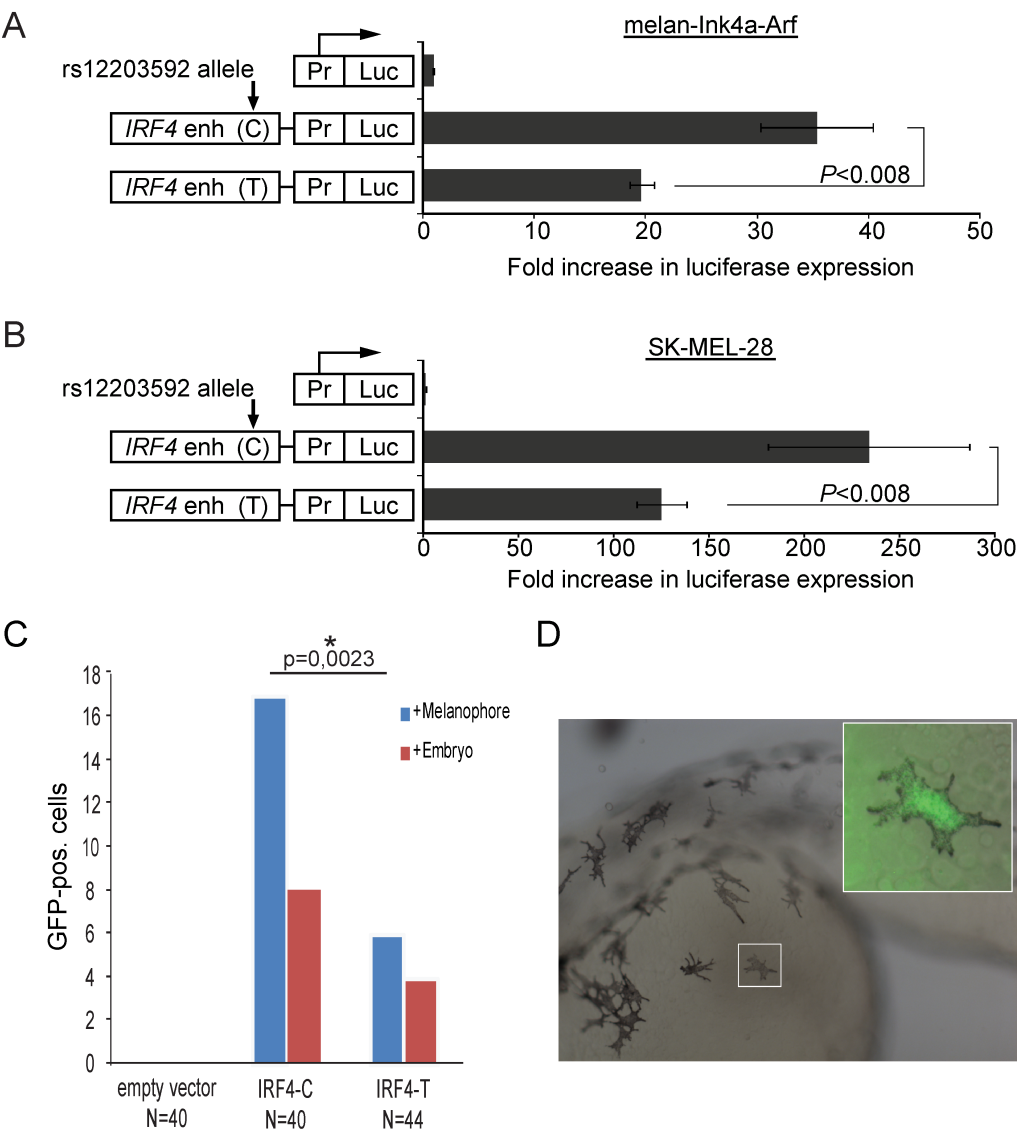 A
melan-Ink4a-Arf
rs12203592 allele
Pr Luc
IRF4 enh (C) Pr Luc
IRF4 enh (T) Pr Luc
P<0.008
0 10 20 30 40 50
Fold increase in luciferase expression
B
SK-MEL-28
rs12203592 allele
Pr Luc
IRF4 enh (C) Pr Luc
IRF4 enh (T) Pr Luc
P<0.008
0 50 100 150 200 250 300
Fold increase in luciferase expression
C
*
p=0,0023
18
16
14
12
10
8
6
4
2
0
GFP-pos. cells
+Melanophore
+Embryo
empty vector
N=40
IRF4-C
N=40
IRF4-T
N=44
D